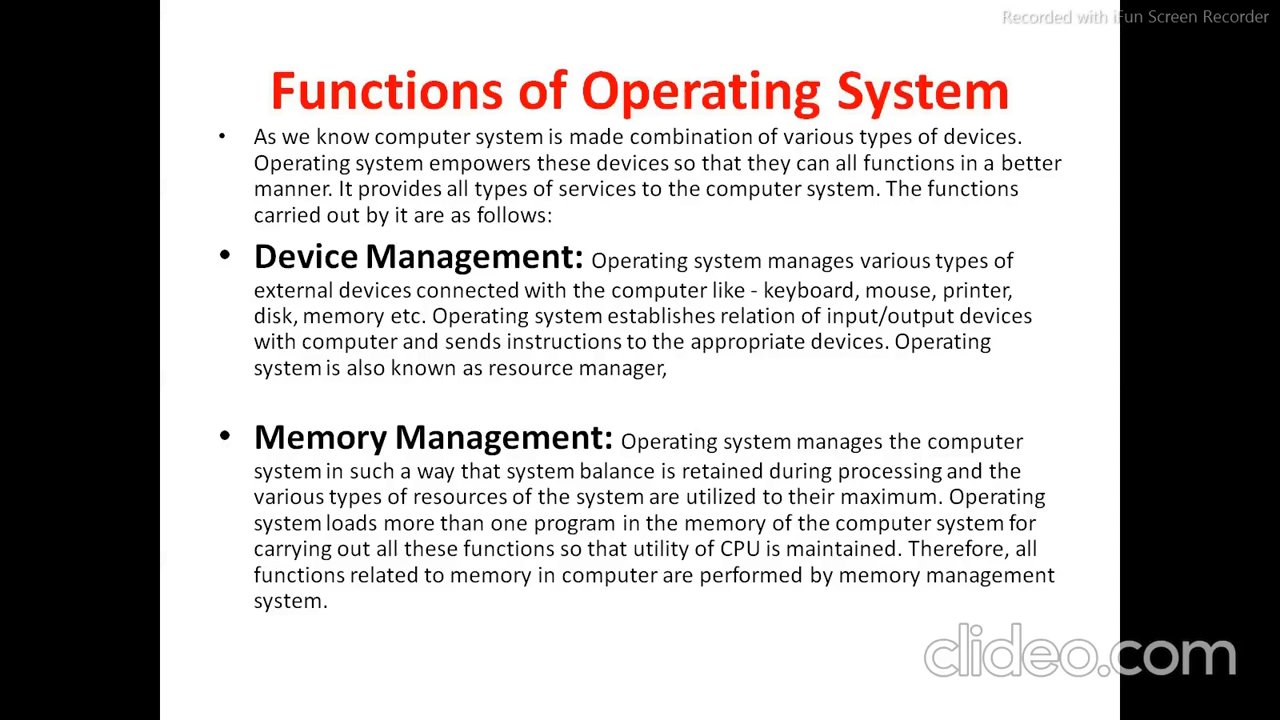 Recorded with iFun Screen Recorder
Functions of Operating System
• As we know computer system is made combination of various types of devices.
Operating system empowers these devices so that they can all functions in a better
manner. It provides all types of services to the computer system. The functions
carried out by it are as follows:
• Device Management: Operating system manages various types of
external devices connected with the computer like - keyboard, mouse, printer,
disk, memory etc. Operating system establishes relation of input/output devices
with computer and sends instructions to the appropriate devices. Operating
system is also known as resource manager,
• Memory Management: Operating system manages the computer
system in such a way that system balance is retained during processing and the
various types of resources of the system are utilized to their maximum. Operating
system loads more than one program in the memory of the computer system for
carrying out all these functions so that utility of CPU is maintained. Therefore, all
functions related to memory in computer are performed by memory management
system.
clideo.com